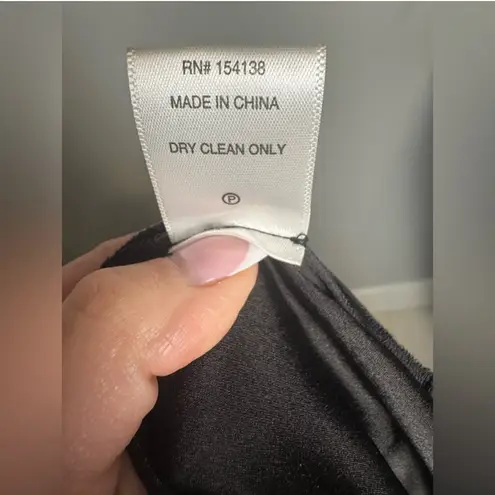 RN# 154138
MADE IN CHINA
DRY CLEAN ONLY
Ⓟ